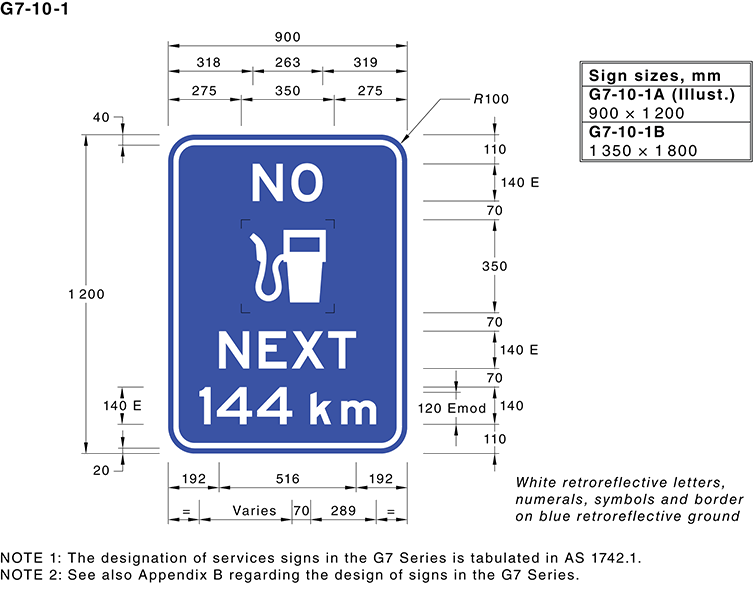 G7-10-1
900
318 263 319
275 350 275
R100
Sign sizes, mm
G7-10-1A (Illust.)
900 × 1 200
G7-10-1B
1 350 × 1 800
40
110
140 E
70
350
70
140 E
70
140
110
1 200
NO
NEXT
144 km
140 E
120 Emod
20
192 516 192
= Varies 70 289 =
White retroreflective letters,
numerals, symbols and border
on blue retroreflective ground
NOTE 1: The designation of services signs in the G7 Series is tabulated in AS 1742.1.
NOTE 2: See also Appendix B regarding the design of signs in the G7 Series.